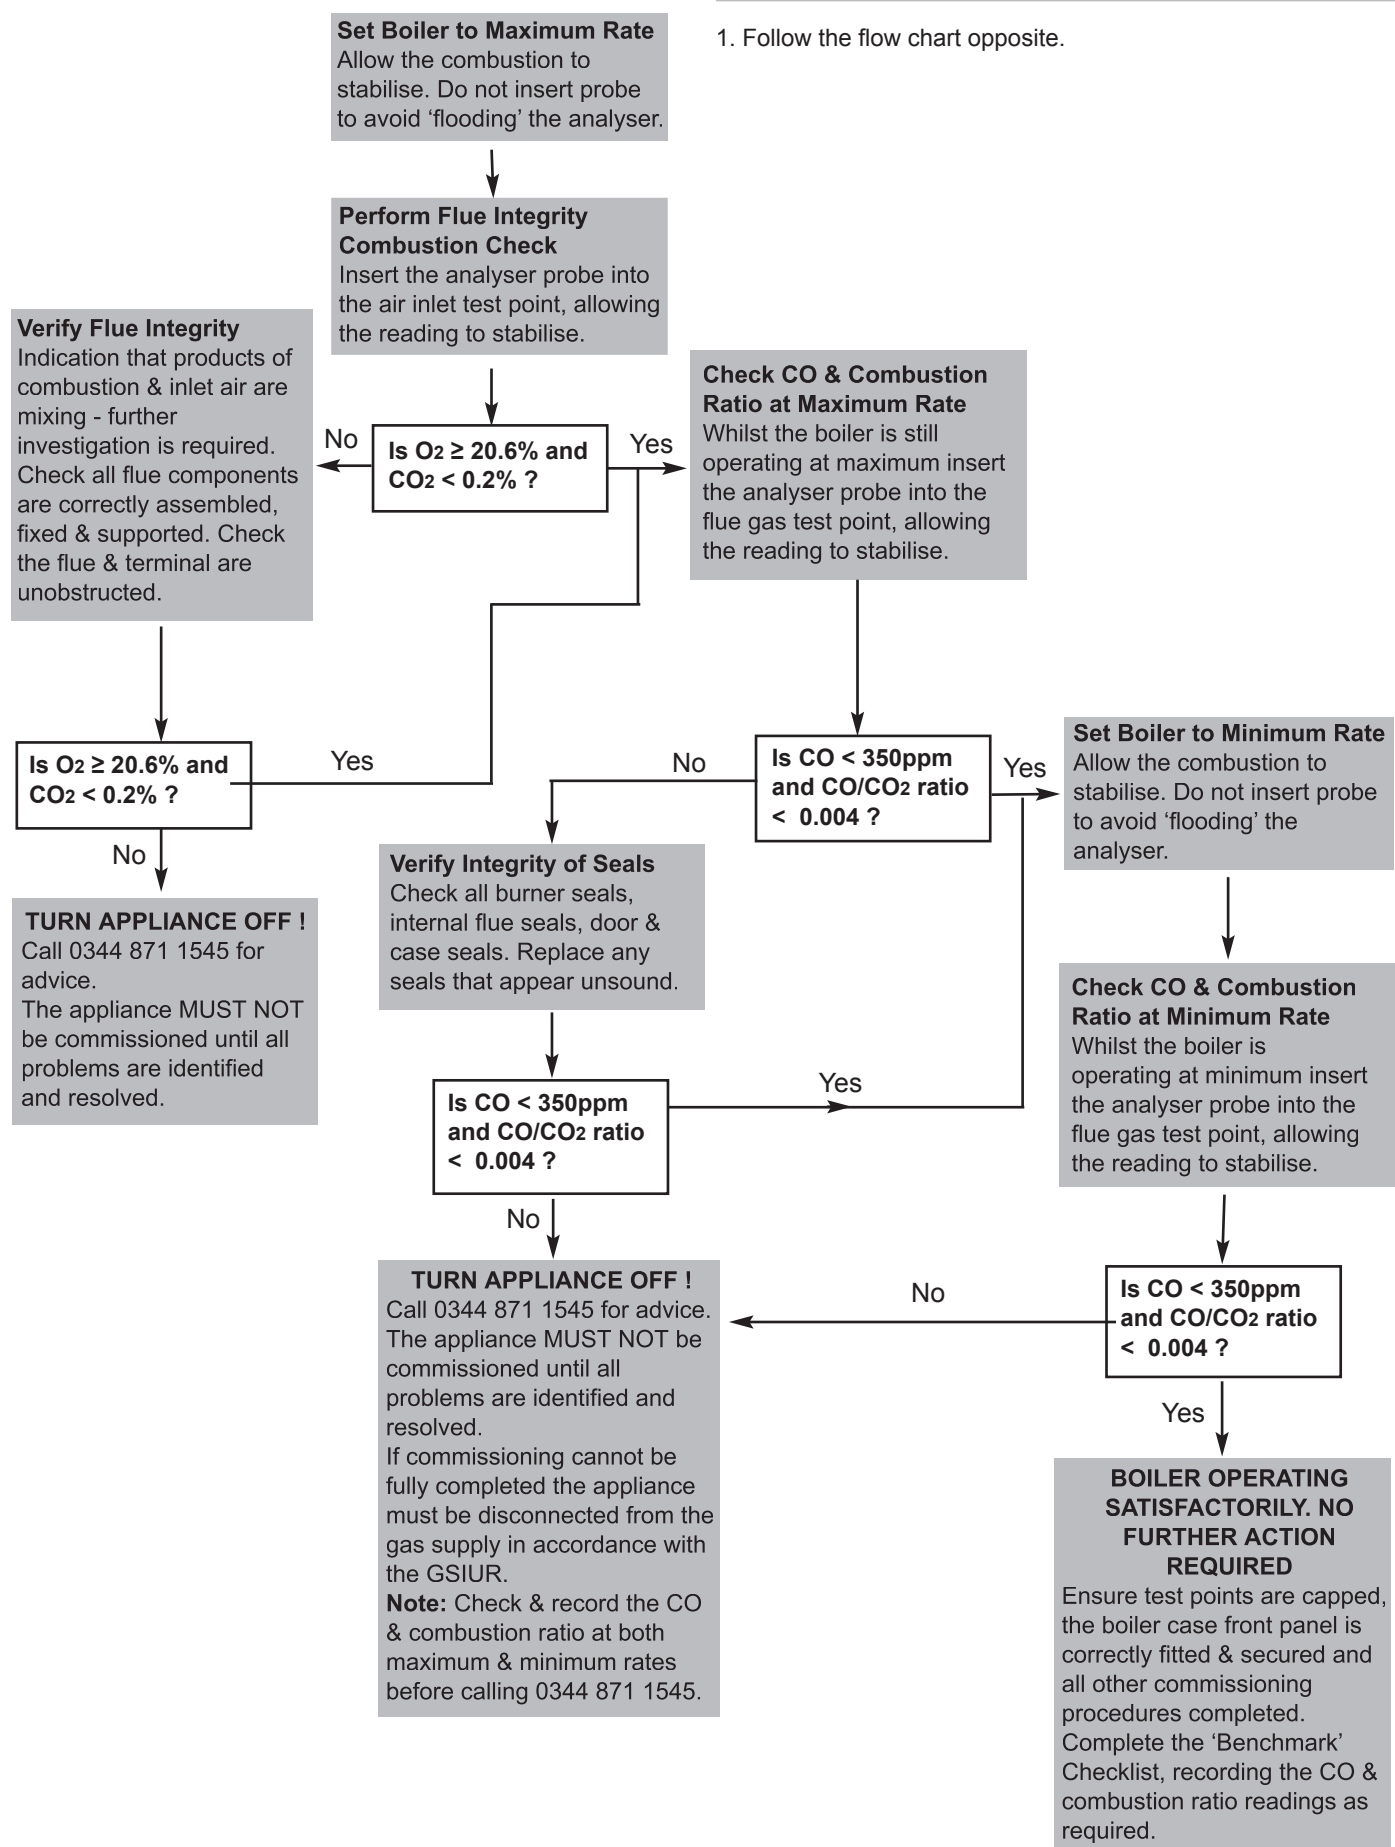 1. Follow the flow chart opposite.
Set Boiler to Maximum Rate
Allow the combustion to
stabilise. Do not insert probe
to avoid ‘flooding’ the analyser.
Perform Flue Integrity
Combustion Check
Insert the analyser probe into
the air inlet test point, allowing
the reading to stabilise.
Is O2 ≥ 20.6% and
CO2 < 0.2% ?
No
Yes
Verify Flue Integrity
Indication that products of
combustion & inlet air are
mixing - further
investigation is required.
Check all flue components
are correctly assembled,
fixed & supported. Check
the flue & terminal are
unobstructed.
Is O2 ≥ 20.6% and
CO2 < 0.2% ?
Yes
No
TURN APPLIANCE OFF !
Call 0344 871 1545 for
advice.
The appliance MUST NOT
be commissioned until all
problems are identified
and resolved.
Check CO & Combustion
Ratio at Maximum Rate
Whilst the boiler is still
operating at maximum insert
the analyser probe into the
flue gas test point, allowing
the reading to stabilise.
Is CO < 350ppm
and CO/CO2 ratio
< 0.004 ?
No
Yes
Verify Integrity of Seals
Check all burner seals,
internal flue seals, door &
case seals. Replace any
seals that appear unsound.
Is CO < 350ppm
and CO/CO2 ratio
< 0.004 ?
Yes
No
TURN APPLIANCE OFF !
Call 0344 871 1545 for advice.
The appliance MUST NOT be
commissioned until all
problems are identified and
resolved.
If commissioning cannot be
fully completed the appliance
must be disconnected from the
gas supply in accordance with
the GSIUR.
Note: Check & record the CO
& combustion ratio at both
maximum & minimum rates
before calling 0344 871 1545.
Set Boiler to Minimum Rate
Allow the combustion to
stabilise. Do not insert probe
to avoid ‘flooding’ the
analyser.
Check CO & Combustion
Ratio at Minimum Rate
Whilst the boiler is
operating at minimum insert
the analyser probe into the
flue gas test point, allowing
the reading to stabilise.
Is CO < 350ppm
and CO/CO2 ratio
< 0.004 ?
No
Yes
BOILER OPERATING
SATISFACTORILY. NO
FURTHER ACTION
REQUIRED
Ensure test points are capped,
the boiler case front panel is
correctly fitted & secured and
all other commissioning
procedures completed.
Complete the ‘Benchmark’
Checklist, recording the CO &
combustion ratio readings as
required.